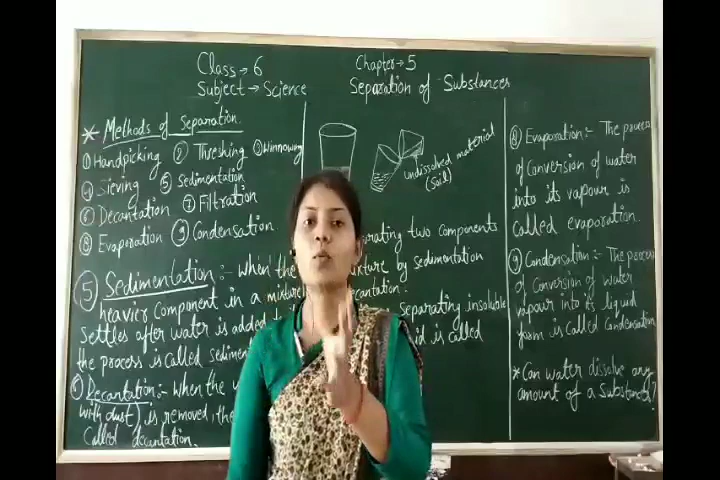 Class → 6
Subject → Science
Chapter → 5
Separation of Substances
* Methods of Separation.
① Handpicking ② Threshing ③ Winnowing
④ Sieving ⑤ Sedimentation
⑥ Decantation ⑦ Filtration
⑧ Evaporation ⑨ Condensation.
⑤ Sedimentation :- When the
heavier component in a mixture
settles after water is added to
the process is called
⑥ Decantation :- When the
with dust) is removed, the
called decantation.
undissolved material
(soil)
two components
mixture by sedimentation
decantation.
Separating insoluble
is called
⑧ Evaporation :- The process
of conversion of water
into its vapour is
called evaporation.
⑨ Condensation :- The process
of conversion of water
vapour into its liquid
form is called condensation.
* Can water dissolve any
amount of a substance?